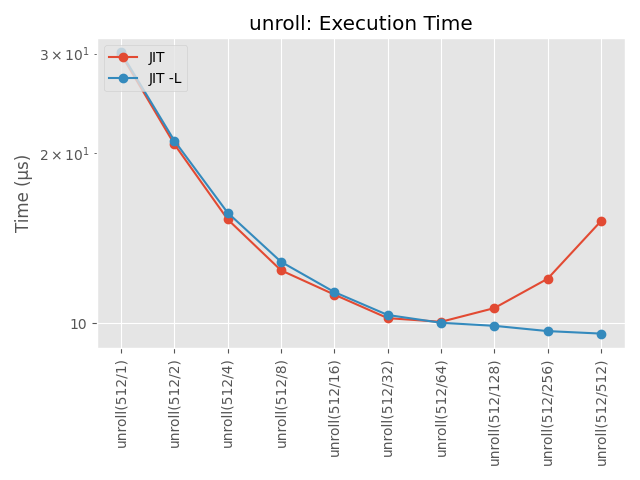 unroll: Execution Time
JIT
JIT -L
Time (µs)
3 × 10¹
2 × 10¹
10
unroll(512/1)
unroll(512/2)
unroll(512/4)
unroll(512/8)
unroll(512/16)
unroll(512/32)
unroll(512/64)
unroll(512/128)
unroll(512/256)
unroll(512/512)